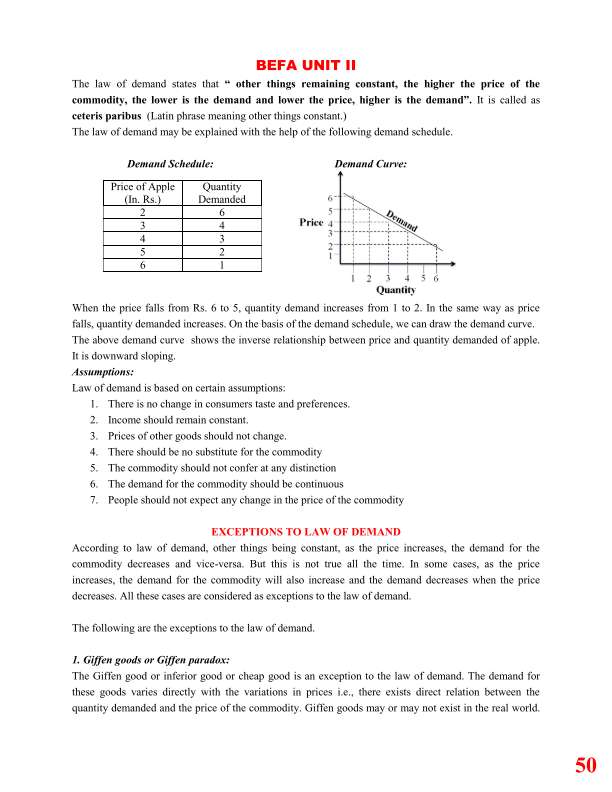 BEFA UNIT II
The law of demand states that “ other things remaining constant, the higher the price of the
commodity, the lower is the demand and lower the price, higher is the demand”. It is called as
ceteris paribus (Latin phrase meaning other things constant.)
The law of demand may be explained with the help of the following demand schedule.
Demand Schedule: Demand Curve:
Price of Apple Quantity
(In. Rs.) Demanded
2 6
3 4
4 3
5 2
6 1
6
5
Price 4
3
2
1
Demand
1 2 3 4 5 6
Quantity
When the price falls from Rs. 6 to 5, quantity demand increases from 1 to 2. In the same way as price
falls, quantity demanded increases. On the basis of the demand schedule, we can draw the demand curve.
The above demand curve shows the inverse relationship between price and quantity demanded of apple.
It is downward sloping.
Assumptions:
Law of demand is based on certain assumptions:
1. There is no change in consumers taste and preferences.
2. Income should remain constant.
3. Prices of other goods should not change.
4. There should be no substitute for the commodity
5. The commodity should not confer at any distinction
6. The demand for the commodity should be continuous
7. People should not expect any change in the price of the commodity
EXCEPTIONS TO LAW OF DEMAND
According to law of demand, other things being constant, as the price increases, the demand for the
commodity decreases and vice-versa. But this is not true all the time. In some cases, as the price
increases, the demand for the commodity will also increase and the demand decreases when the price
decreases. All these cases are considered as exceptions to the law of demand.
The following are the exceptions to the law of demand.
1. Giffen goods or Giffen paradox:
The Giffen good or inferior good or cheap good is an exception to the law of demand. The demand for
these goods varies directly with the variations in prices i.e., there exists direct relation between the
quantity demanded and the price of the commodity. Giffen goods may or may not exist in the real world.
50